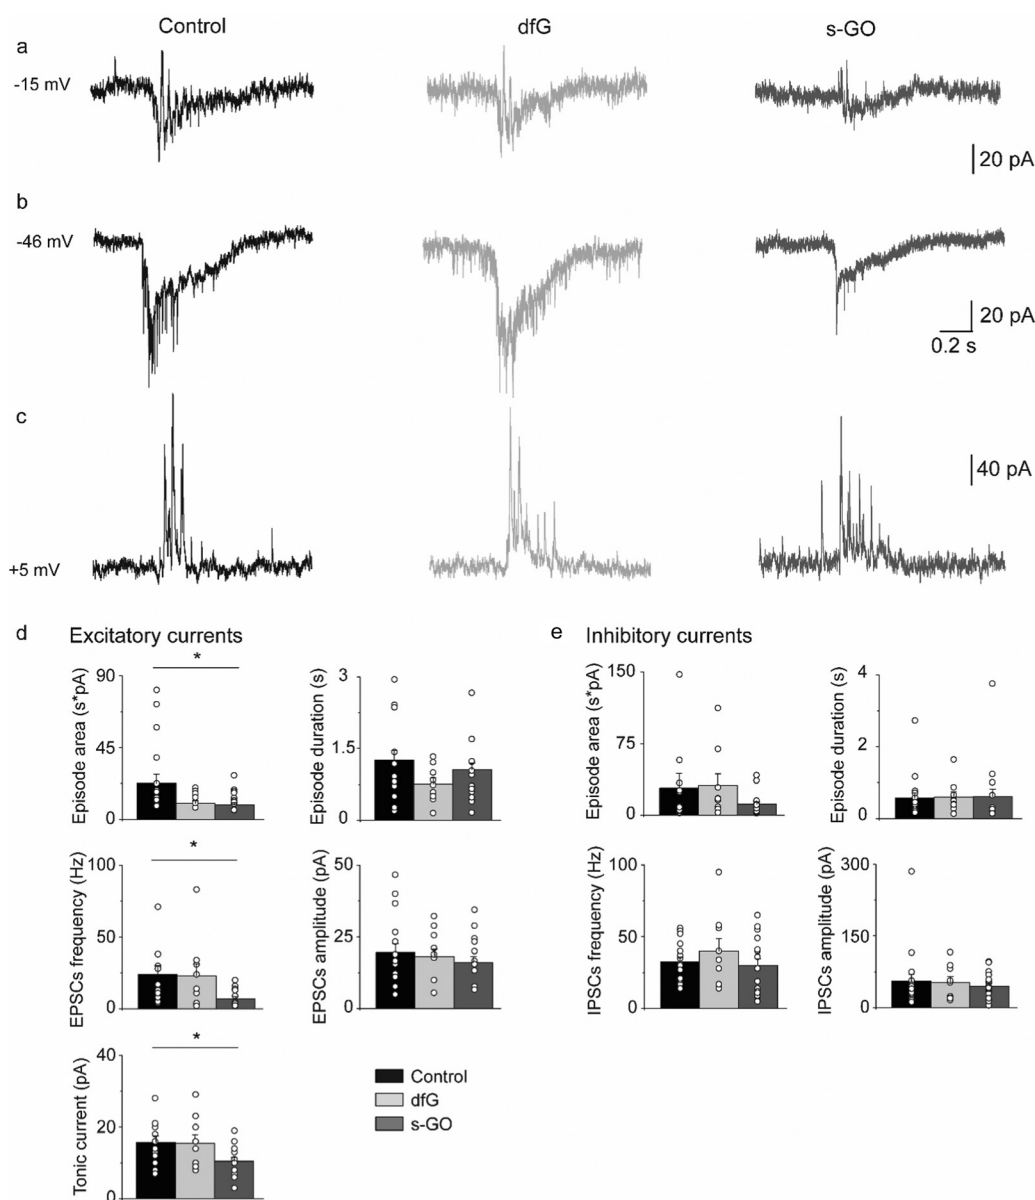 Control dfG s-GO
a
-15 mV
20 pA
b
-46 mV
20 pA
0.2 s
c
40 pA
+5 mV
d Excitatory currents
e Inhibitory currents
*
Episode area (s*pA)
90
45
0
Episode duration (s)
3
1.5
0
Episode area (s*pA)
150
75
0
Episode duration (s)
4
2
0
*
EPSCs frequency (Hz)
100
50
0
EPSCs amplitude (pA)
50
25
0
IPSCs frequency (Hz)
100
50
0
IPSCs amplitude (pA)
300
150
0
*
Tonic current (pA)
40
20
0
Control
dfG
s-GO